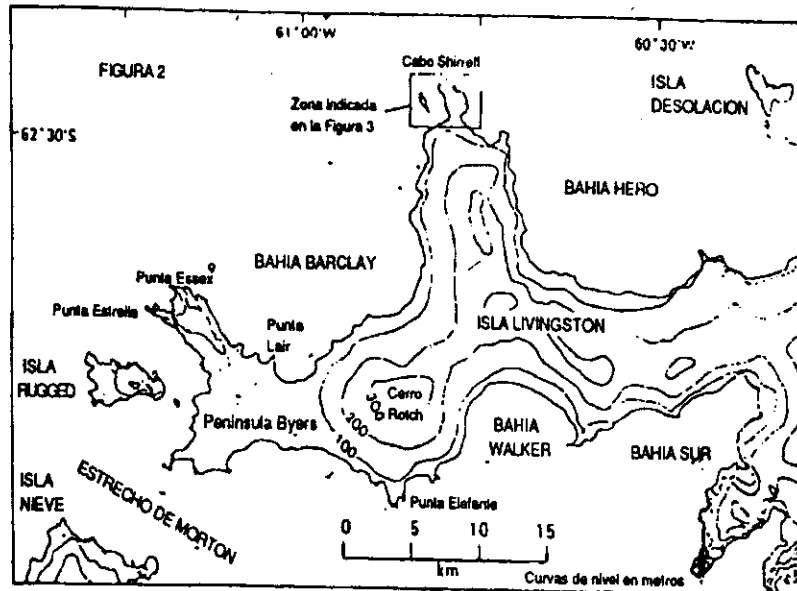 61°00'W
60°30'W
FIGURA 2
Cabo Shirreff
ISLA
DESOLACION
Zona indicada
en la Figura 3
62°30'S
BAHIA HERO
BAHIA BARCLAY
Punta Essex
Punta Estrella
Punta
Lair
ISLA LIVINGSTON
ISLA
RUGGED
Cerro
Rotch
300
200
100
Peninsula Byers
BAHIA
WALKER
BAHIA SUR
ISLA
NIEVE
ESTRECHO DE MORTON
Punta Elefante
0 5 10 15
km
Curvas de nivel en metros